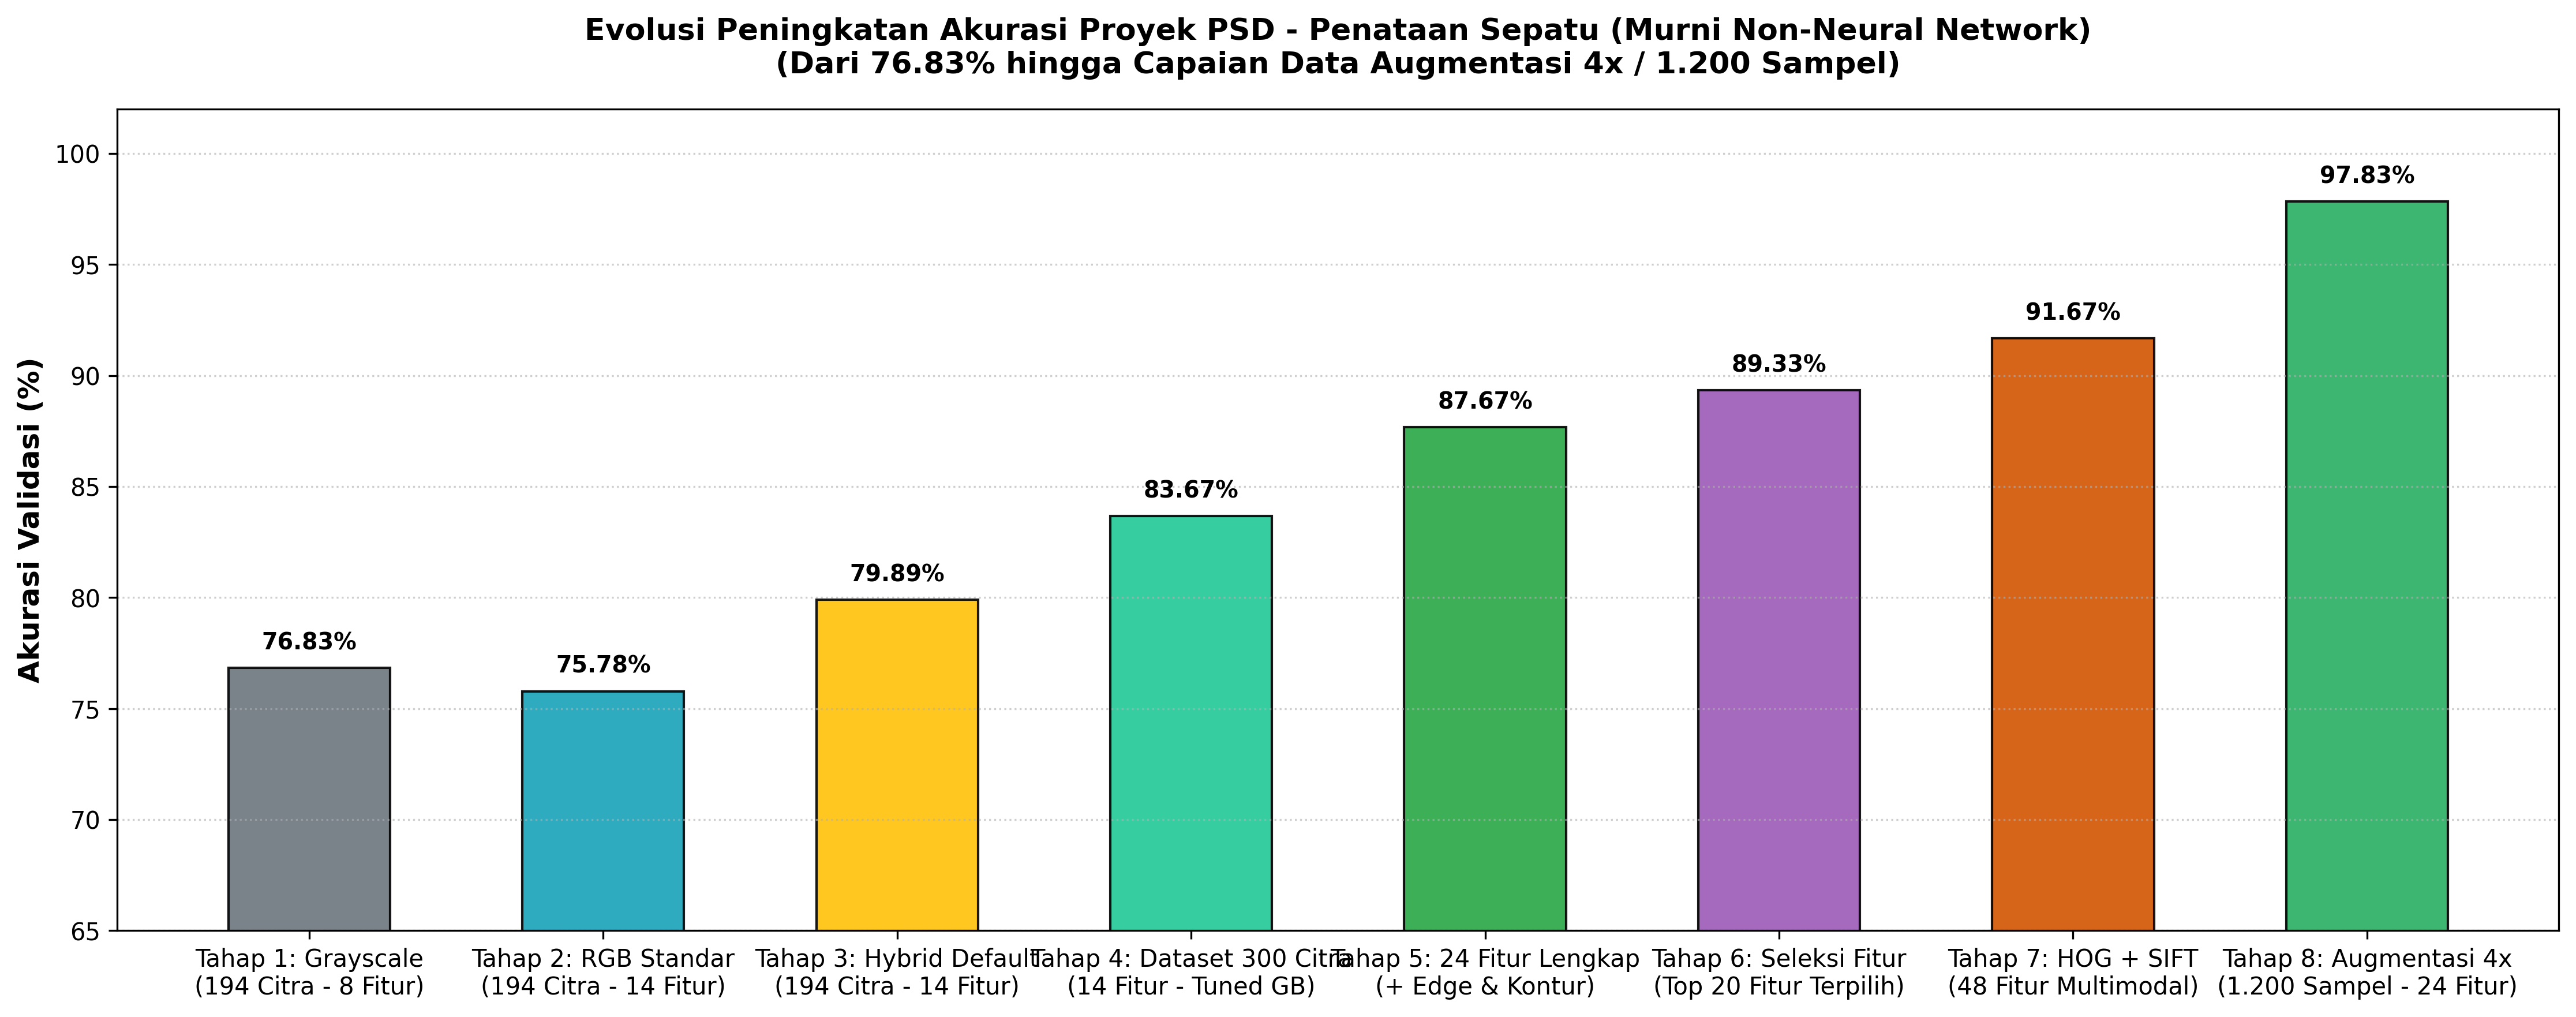 Evolusi Peningkatan Akurasi Proyek PSD - Penataan Sepatu (Murni Non-Neural Network)
(Dari 76.83% hingga Capaian Data Augmentasi 4x / 1.200 Sampel)
Akurasi Validasi (%)
100
95
90
85
80
75
70
65
76.83%
75.78%
79.89%
83.67%
87.67%
89.33%
91.67%
97.83%
Tahap 1: Grayscale
(194 Citra - 8 Fitur)
Tahap 2: RGB Standar
(194 Citra - 14 Fitur)
Tahap 3: Hybrid Default
(194 Citra - 14 Fitur)
Tahap 4: Dataset 300 Citra
(14 Fitur - Tuned GB)
Tahap 5: 24 Fitur Lengkap
(+ Edge & Kontur)
Tahap 6: Seleksi Fitur
(Top 20 Fitur Terpilih)
Tahap 7: HOG + SIFT
(48 Fitur Multimodal)
Tahap 8: Augmentasi 4x
(1.200 Sampel - 24 Fitur)